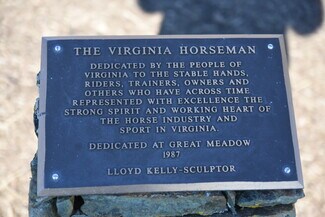 THE VIRGINIA HORSEMAN
DEDICATED BY THE PEOPLE OF
VIRGINIA TO THE STABLE HANDS,
RIDERS, TRAINERS, OWNERS AND
OTHERS WHO HAVE ACROSS TIME
REPRESENTED WITH EXCELLENCE THE
STRONG SPIRIT AND WORKING HEART OF
THE HORSE INDUSTRY AND
SPORT IN VIRGINIA
DEDICATED AT GREAT MEADOW
1987
LLOYD KELLY-SCULPTOR